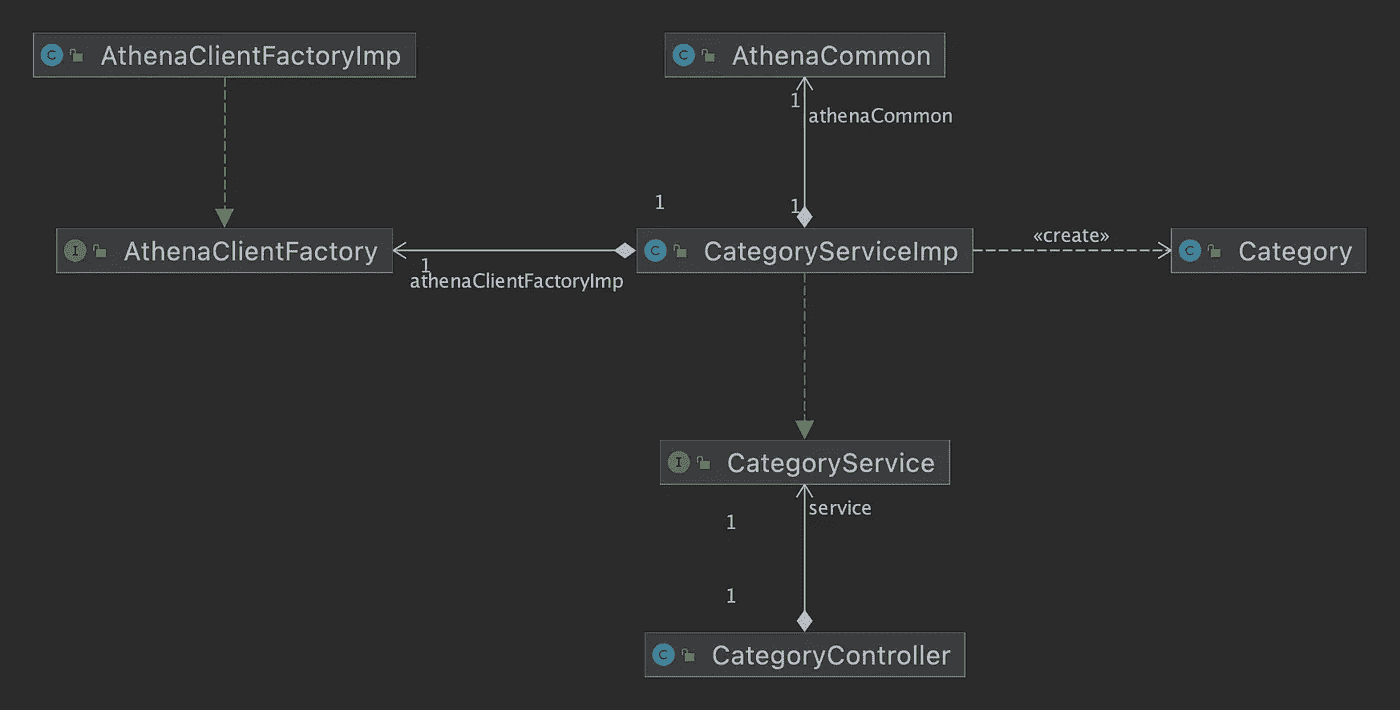 C AthenaClientFactoryImp
C AthenaCommon
1
athenaCommon
1
1
I AthenaClientFactory
1
athenaClientFactoryImp
C CategoryServiceImp
«create»
C Category
I CategoryService
service
1
1
C CategoryController